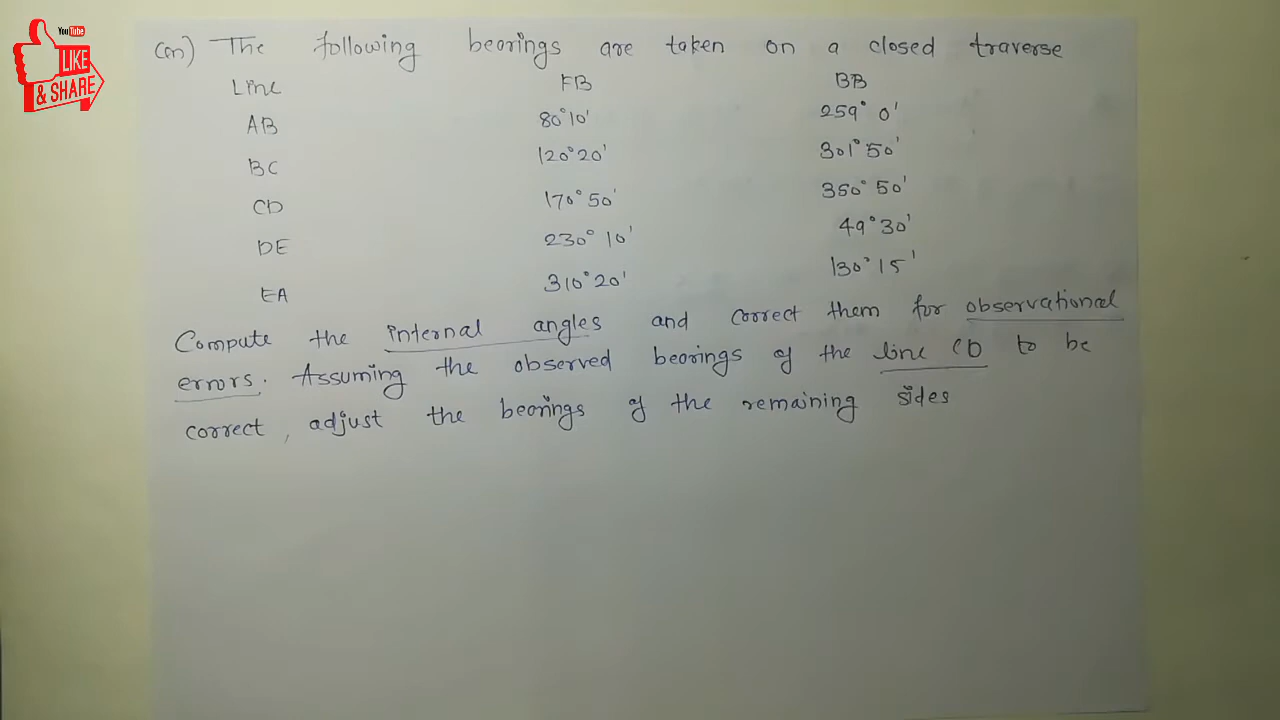 YouTube
LIKE
& SHARE
(Qn) The following bearings are taken on a closed traverse
Line FB BB
AB 80°10' 259° 0'
BC 120°20' 301°50'
CD 170°50' 350°50'
DE 230° 10' 49°30'
EA 310°20' 130°15'
Compute the internal angles and correct them for observational
errors. Assuming the observed bearings of the line CD to be
correct, adjust the bearings of the remaining sides